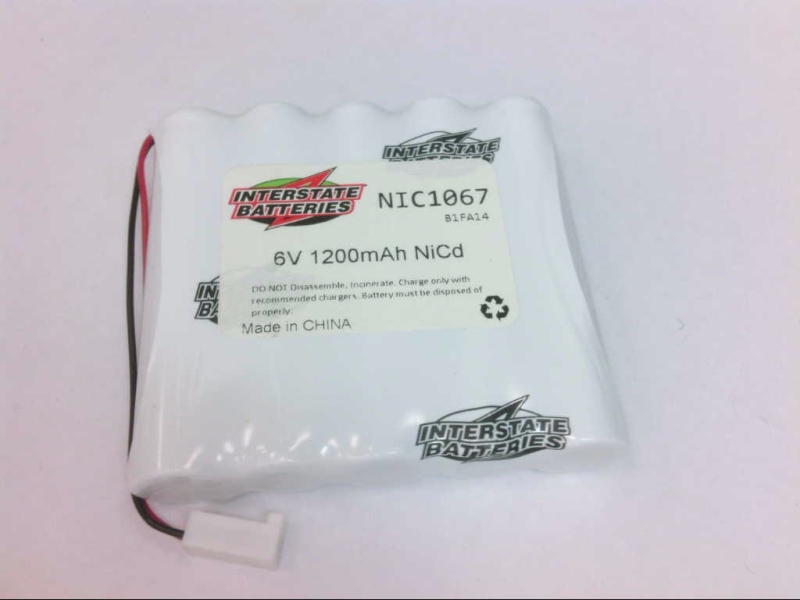 INTERSTATE
BATTERIES
INTERSTATE
BATTERIES
NIC1067
B1FA14
6V 1200mAh NiCd
DO NOT Disassemble, Incinerate. Charge only with
recommended chargers. Battery must be disposed of
properly.
Made in CHINA
INTERSTATE
BATTERIES